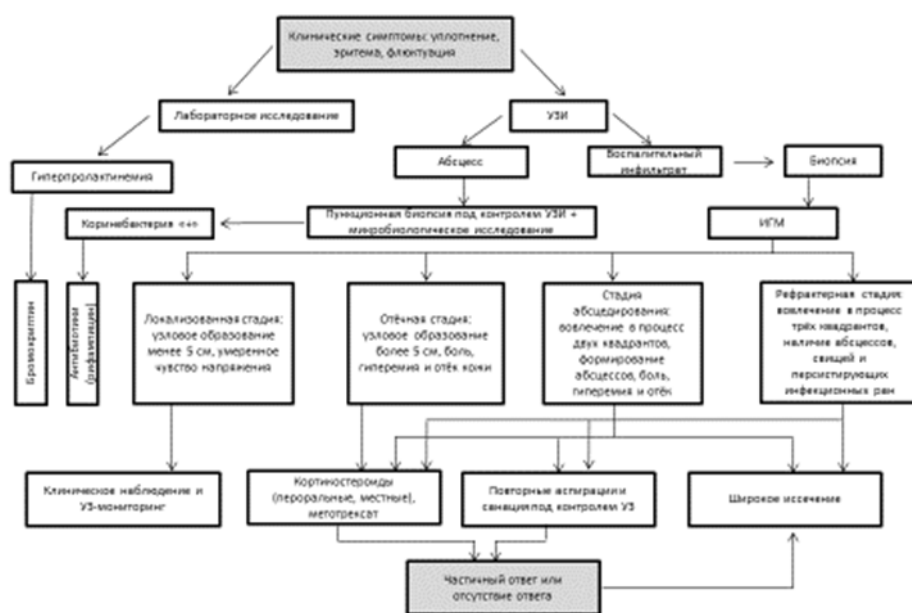 Клинические симптомы: уплотнение,
эритема, флюктуация
Лабораторное исследование
УЗИ
Гиперпролактинемия
Абсцесс
Воспалительный
инфильтрат
Биопсия
Коринебактерия «+»
Пункционная биопсия под контролем УЗИ +
микробиологическое исследование
ИГМ
Бромокриптин
Антибиотики
(рифампицин)
Локализованная стадия:
узловое образование
менее 5 см, умеренное
чувство напряжения
Отёчная стадия:
узловое образование
более 5 см, боль,
гиперемия и отёк кожи
Стадия
абсцедирования:
вовлечение в процесс
двух квадрантов,
формирование
абсцессов, боль,
гиперемия и отёк
Рефрактерная стадия:
вовлечение в процесс
трёх квадрантов,
наличие абсцессов,
свищей и
персистирующих
инфекционных ран
Клиническое наблюдение и
УЗ-мониторинг
Кортикостероиды
(пероральные, местные),
метотрексат
Повторные аспирации и
санация под контролем УЗ
Широкое иссечение
Частичный ответ или
отсутствие ответа